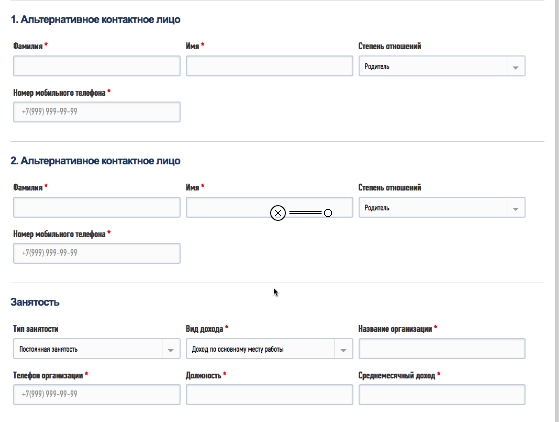 1. Альтернативное контактное лицо
Фамилия * Имя * Степень отношений
Родитель
Номер мобильного телефона *
+7(999) 999-99-99
2. Альтернативное контактное лицо
Фамилия * Имя * Степень отношений
Родитель
Номер мобильного телефона *
+7(999) 999-99-99
Занятость
Тип занятости Вид дохода * Название организации *
Постоянная занятость Доход по основному месту работы
Телефон организации * Должность * Среднемесячный доход *
+7(999) 999-99-99